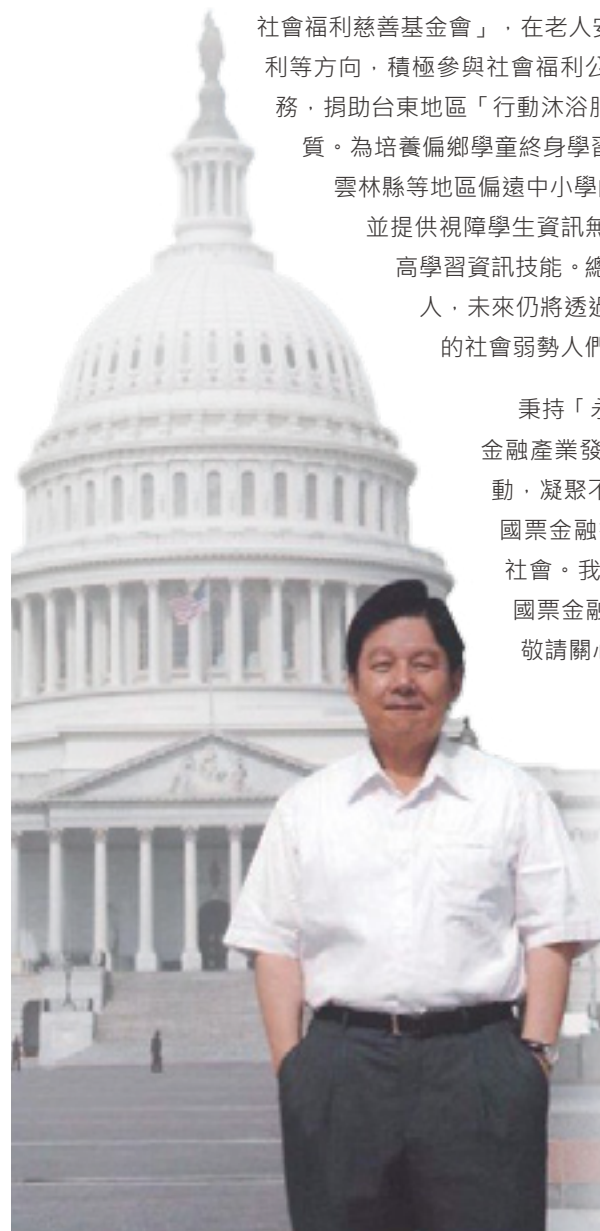 社會福利慈善基金會」，在老人安
利等方向，積極參與社會福利公
務，捐助台東地區「行動沐浴服
質。為培養偏鄉學童終身學習
雲林縣等地區偏遠中小學
並提供視障學生資訊無
高學習資訊技能。總
人，未來仍將透過
的社會弱勢人們
秉持「永
金融產業發
動，凝聚不
國票金融
社會。我
國票金融
敬請關心